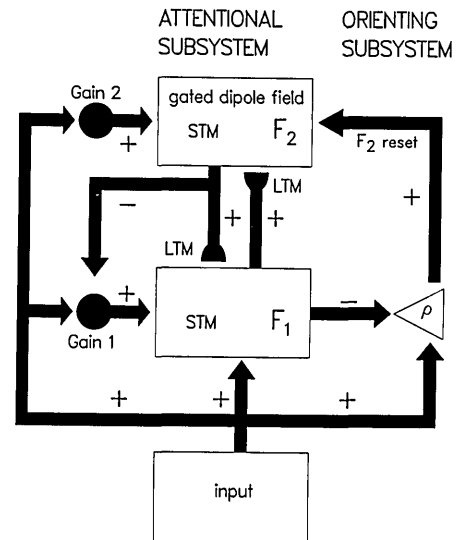 ATTENTIONAL
SUBSYSTEM
ORIENTING
SUBSYSTEM
Gain 2
gated dipole field
STM F₂
+
F₂ reset
LTM
−
+ +
+
LTM
+
STM F₁
−
ρ
Gain 1
+ + +
input